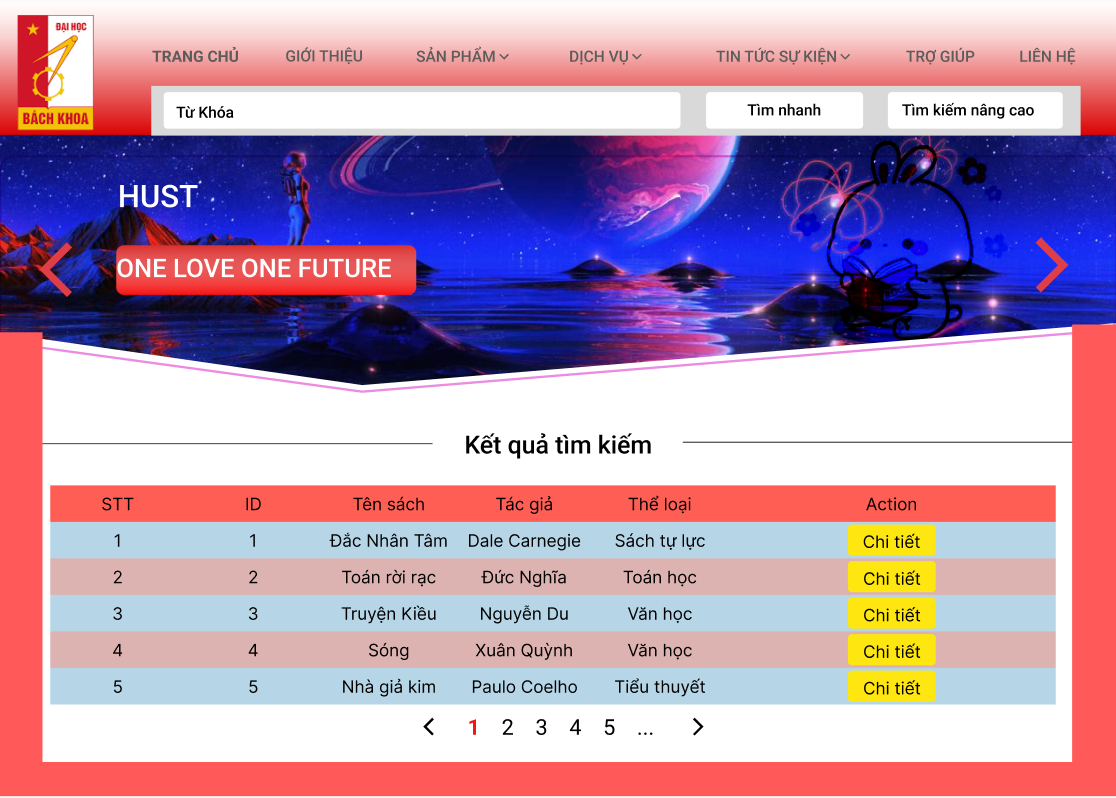 ĐẠI HỌC
BÁCH KHOA
TRANG CHỦ GIỚI THIỆU SẢN PHẨM DỊCH VỤ TIN TỨC SỰ KIỆN TRỢ GIÚP LIÊN HỆ
Từ Khóa Tìm nhanh Tìm kiếm nâng cao
HUST
ONE LOVE ONE FUTURE
Kết quả tìm kiếm
STT ID Tên sách Tác giả Thể loại Action
1 1 Đắc Nhân Tâm Dale Carnegie Sách tự lực Chi tiết
2 2 Toán rời rạc Đức Nghĩa Toán học Chi tiết
3 3 Truyện Kiều Nguyễn Du Văn học Chi tiết
4 4 Sóng Xuân Quỳnh Văn học Chi tiết
5 5 Nhà giả kim Paulo Coelho Tiểu thuyết Chi tiết
1 2 3 4 5 ...